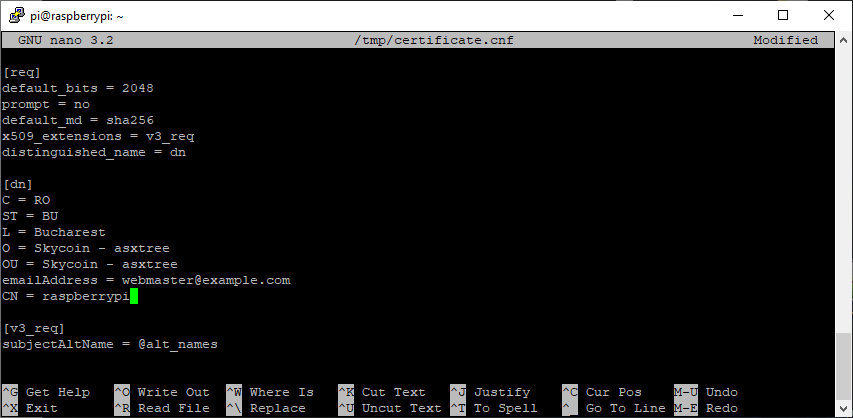 pi@raspberrypi: ~
GNU nano 3.2 /tmp/certificate.cnf Modified
[req]
default_bits = 2048
prompt = no
default_md = sha256
x509_extensions = v3_req
distinguished_name = dn
[dn]
C = RO
ST = BU
L = Bucharest
O = Skycoin - asxtree
OU = Skycoin - asxtree
emailAddress = webmaster@example.com
CN = raspberrypi
[v3_req]
subjectAltName = @alt_names
^G Get Help ^O Write Out ^W Where Is ^K Cut Text ^J Justify ^C Cur Pos M-U Undo
^X Exit ^R Read File ^\ Replace ^U Uncut Text ^T To Spell ^_ Go To Line M-E Redo